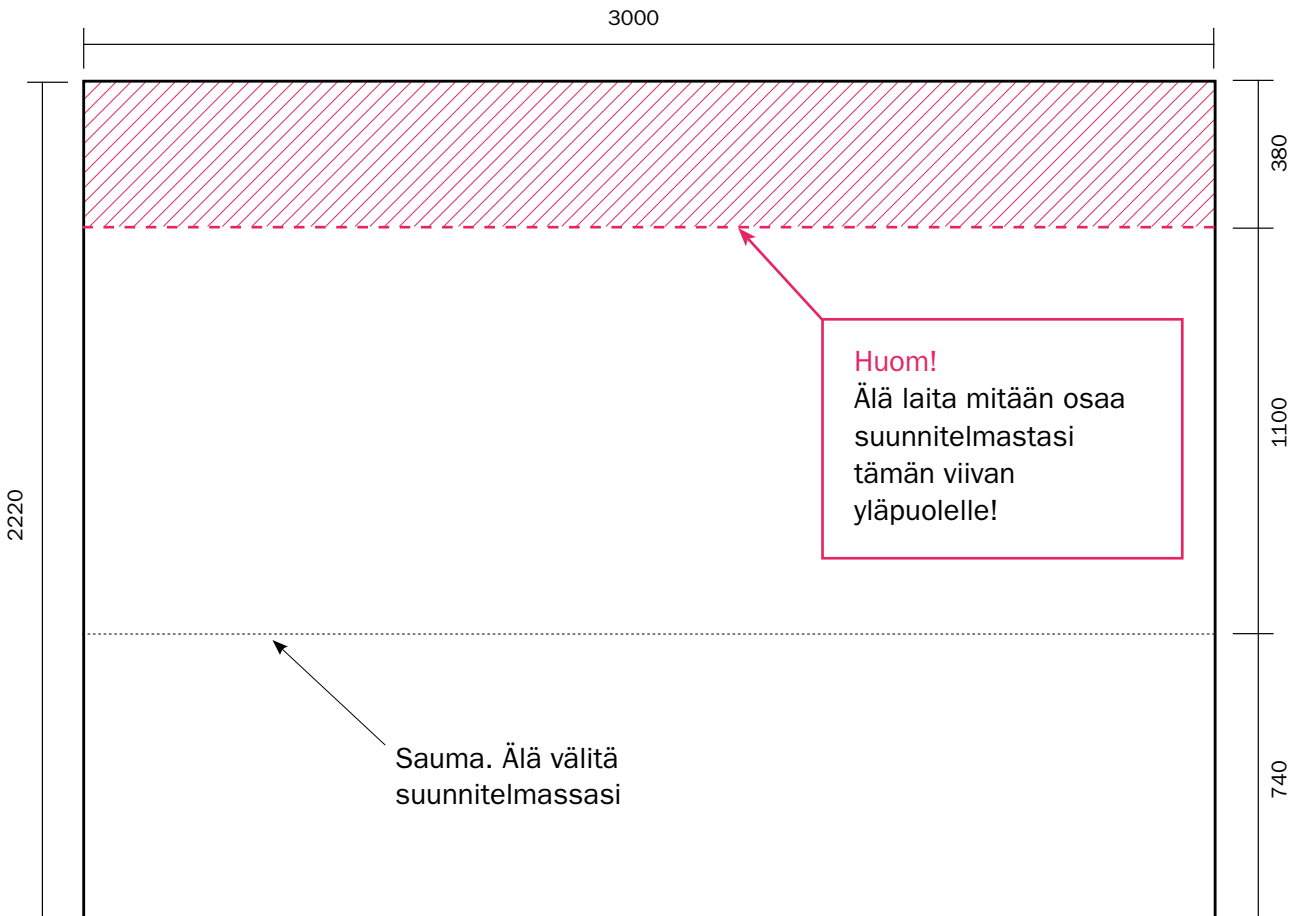 3000
380
Huom!
Älä laita mitään osaa
suunnitelmastasi
tämän viivan
yläpuolelle!
1100
2220
Sauma. Älä välitä
suunnitelmassasi
740